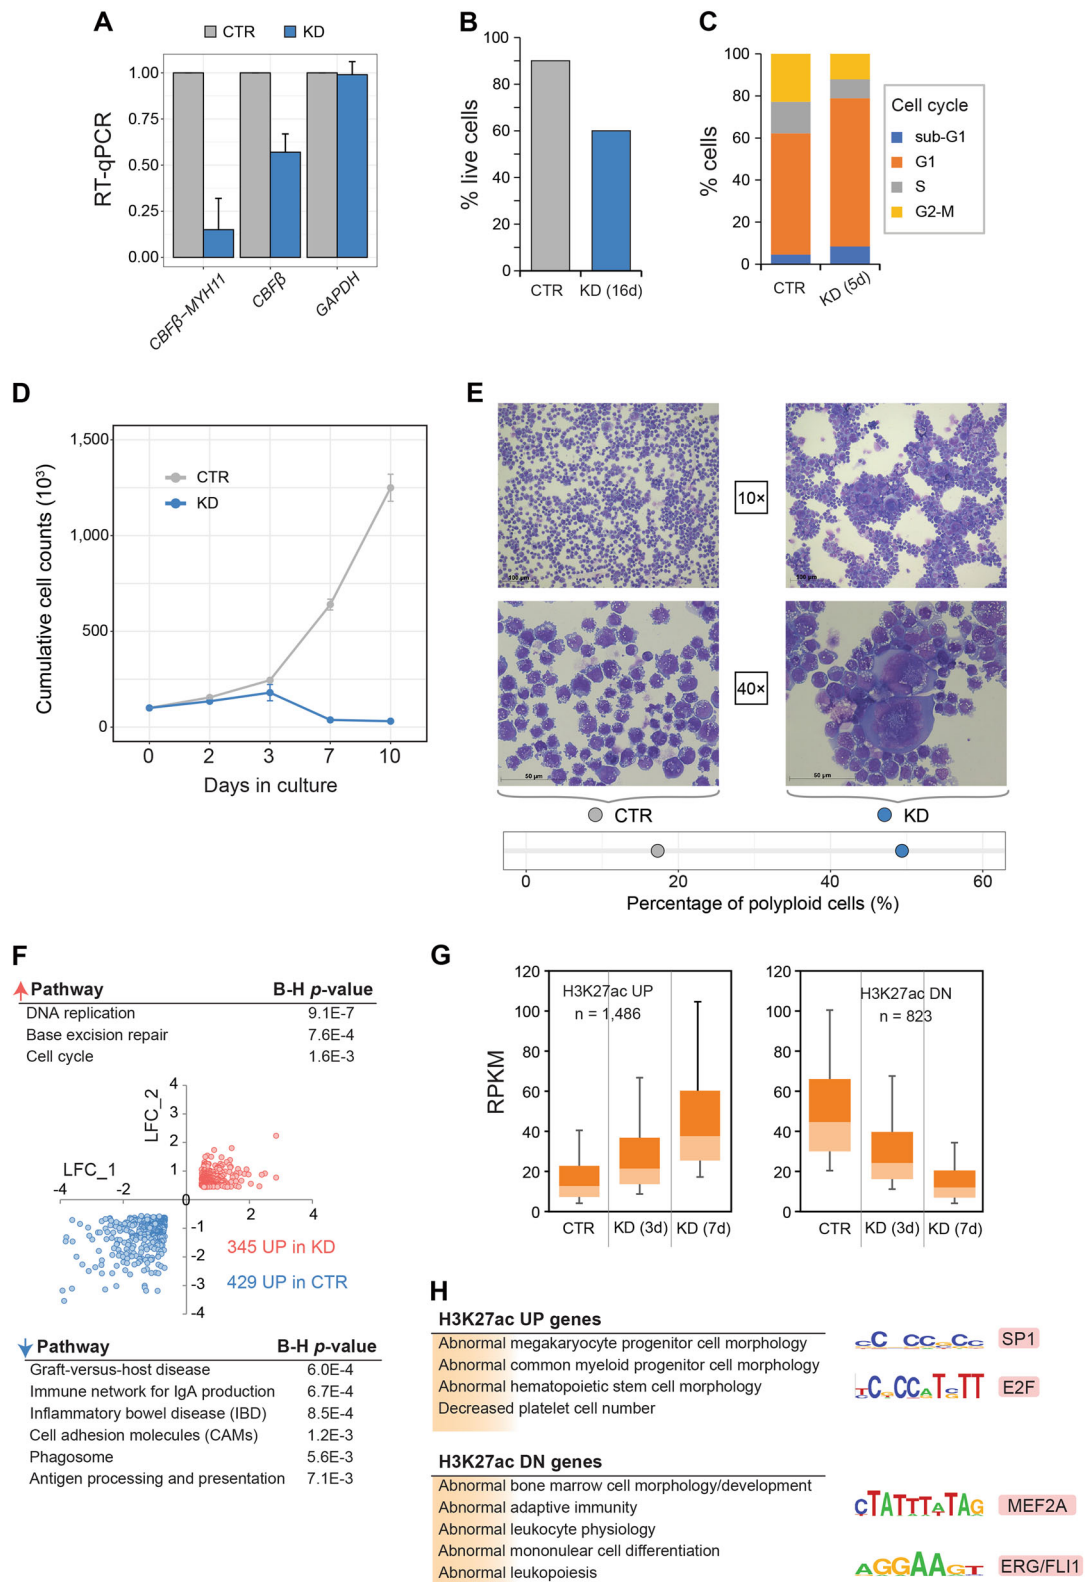 A
CTR
KD
RT-qPCR
1.00
0.75
0.50
0.25
0.00
CBFβ–MYH11
CBFβ
GAPDH
B
% live cells
100
80
60
40
20
0
CTR
KD (16d)
C
% cells
100
80
60
40
20
0
CTR
KD (5d)
Cell cycle
sub-G1
G1
S
G2-M
D
Cumulative cell counts (10³)
1,500
1,000
500
0
CTR
KD
0 2 3 7 10
Days in culture
E
10×
100 µm
100 µm
40×
50 µm
50 µm
CTR
KD
0 20 40 60
Percentage of polyploid cells (%)
F
Pathway B-H p-value
DNA replication 9.1E-7
Base excision repair 7.6E-4
Cell cycle 1.6E-3
LFC_2
4
3
2
1
LFC_1
-4 -2 0 2 4
-1
-2
-3
-4
345 UP in KD
429 UP in CTR
Pathway B-H p-value
Graft-versus-host disease 6.0E-4
Immune network for IgA production 6.7E-4
Inflammatory bowel disease (IBD) 8.5E-4
Cell adhesion molecules (CAMs) 1.2E-3
Phagosome 5.6E-3
Antigen processing and presentation 7.1E-3
G
RPKM
120
100
80
60
40
20
0
H3K27ac UP
n = 1,486
CTR KD (3d) KD (7d)
120
100
80
60
40
20
0
H3K27ac DN
n = 823
CTR KD (3d) KD (7d)
H
H3K27ac UP genes
Abnormal megakaryocyte progenitor cell morphology
Abnormal common myeloid progenitor cell morphology
Abnormal hematopoietic stem cell morphology
Decreased platelet cell number
SP1
E2F
H3K27ac DN genes
Abnormal bone marrow cell morphology/development
Abnormal adaptive immunity
Abnormal leukocyte physiology
Abnormal mononuclear cell differentiation
Abnormal leukopoiesis
CTATTTATAG
MEF2A
AGGAAGT
ERG/FLI1